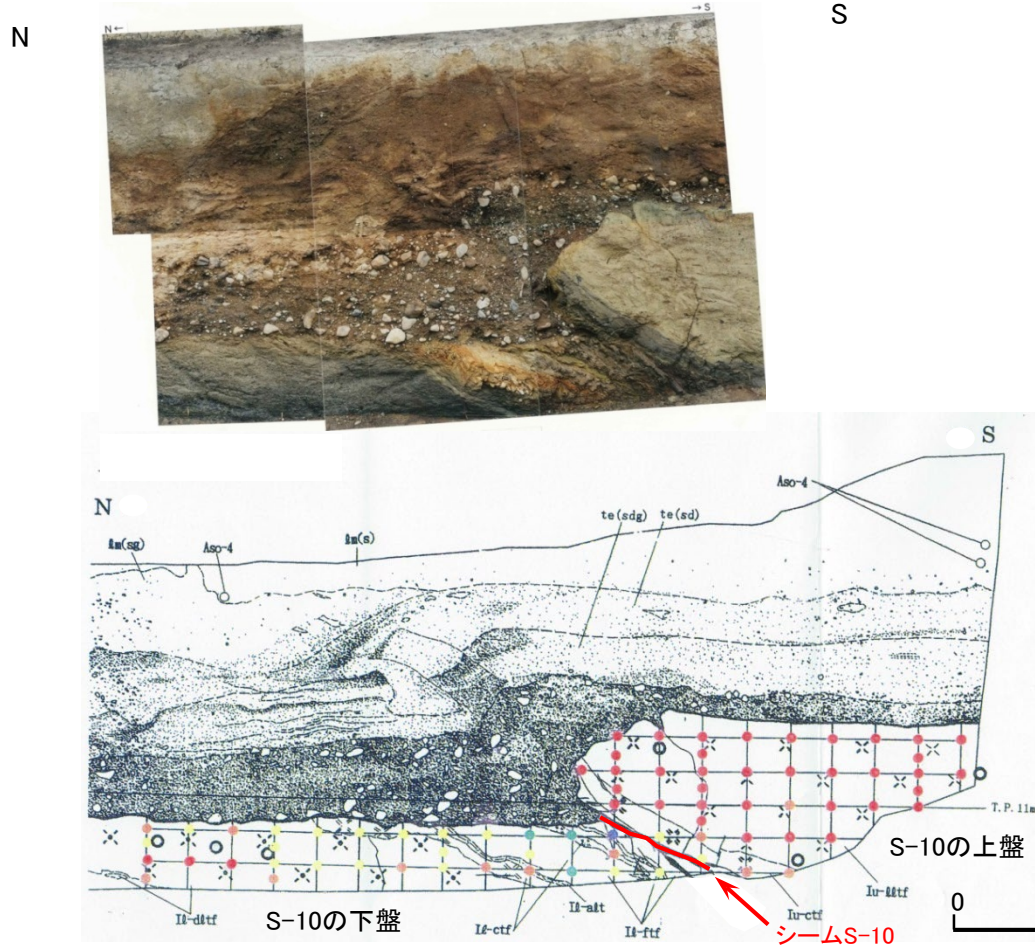 N
S
N←
→S
S
Aso-4
N
te(sdg)
te(sd)
ℓm(sg)
Aso-4
ℓm(s)
T.P.11m
S-10の上盤
Iℓ-dℓtf
S-10の下盤
Iℓ-ctf
Iℓ-aℓt
Iℓ-ftf
Iu-ctf
Iu-ℓℓtf
シームS-10
0